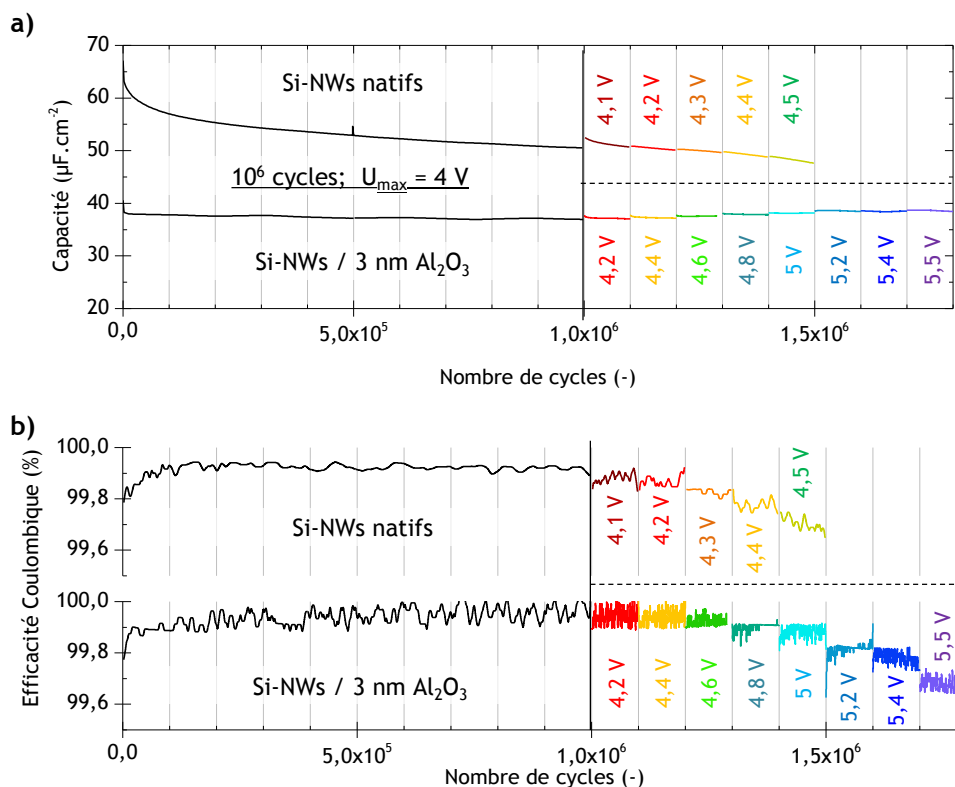 a)
70
60
50
40
30
20
Capacité (µF.cm⁻²)
Si-NWs natifs
10⁶ cycles; Uₘₐₓ = 4 V
Si-NWs / 3 nm Al₂O₃
4,1 V
4,2 V
4,3 V
4,4 V
4,5 V
4,2 V
4,4 V
4,6 V
4,8 V
5 V
5,2 V
5,4 V
5,5 V
0,0
5,0x10⁵
1,0x10⁶
1,5x10⁶
Nombre de cycles (-)
b)
100,0
99,8
99,6
100,0
99,8
99,6
Efficacité Coulombique (%)
Si-NWs natifs
Si-NWs / 3 nm Al₂O₃
4,1 V
4,2 V
4,3 V
4,4 V
4,5 V
4,2 V
4,4 V
4,6 V
4,8 V
5 V
5,2 V
5,4 V
5,5 V
0,0
5,0x10⁵
1,0x10⁶
1,5x10⁶
Nombre de cycles (-)